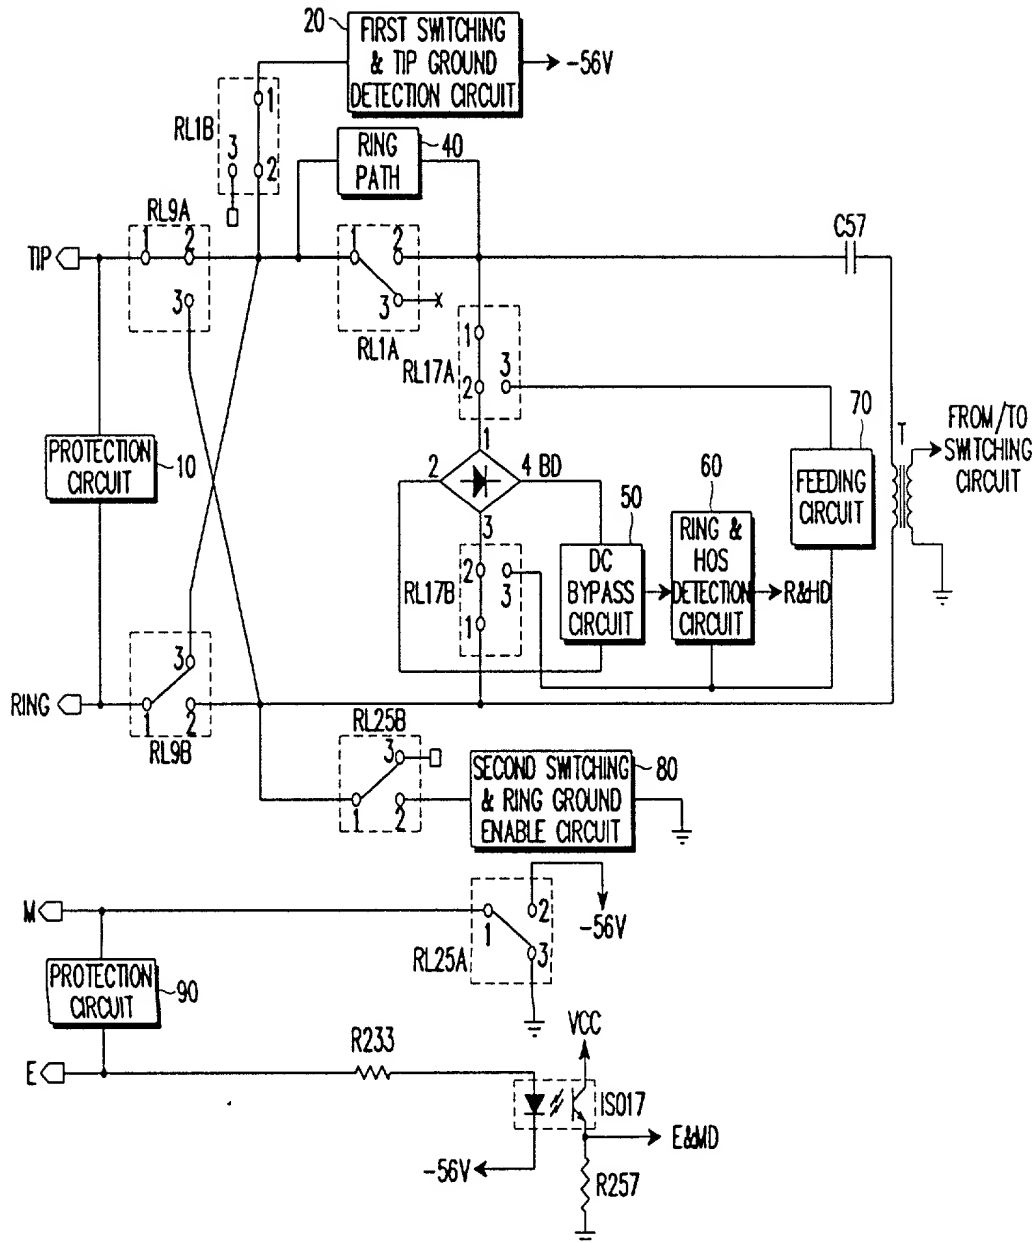 20
FIRST SWITCHING
& TIP GROUND
DETECTION CIRCUIT
-56V
RL1B
1
3
2
RING
PATH
40
RL9A
1 2
3
TIP
1 2
3
X
RL1A
C57
1
RL17A
3
2
70
T
FROM/TO
SWITCHING
CIRCUIT
PROTECTION
CIRCUIT
10
1
2
4 BD
3
60
50
FEEDING
CIRCUIT
RING &
HOS
DETECTION
CIRCUIT
DC
BYPASS
CIRCUIT
R&HD
2
RL17B
3
1
3
RING
1 2
RL9B
RL25B
3
1 2
SECOND SWITCHING
& RING GROUND
ENABLE CIRCUIT
80
M
1
2
-56V
RL25A
3
PROTECTION
CIRCUIT
90
VCC
R233
E
ISO17
E&MD
-56V
R257